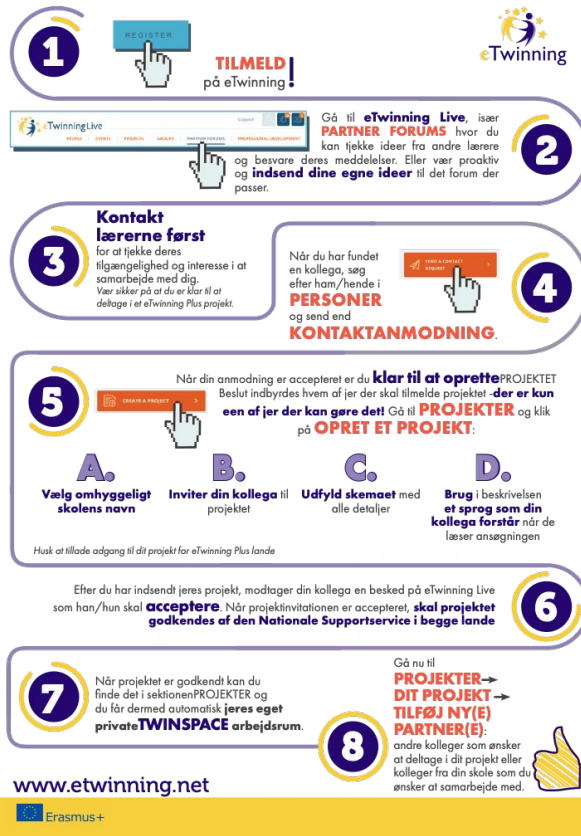 1
REGISTER
TILMELD
på eTwinning!
eTwinning
eTwinning Live
Support
PEOPLE EVENTS PROJECTS GROUPS PARTNER FORUMS PROFESSIONAL DEVELOPMENT
Gå til eTwinning Live, især
PARTNER FORUMS hvor du
kan tjekke ideer fra andre lærere
og besvare deres meddelelser. Eller vær proaktiv
og indsend dine egne ideer til det forum der
passer.
2
3
Kontakt
lærerne først
for at tjekke deres
tilgængelighed og interesse i at
samarbejde med dig.
Vær sikker på at du er klar til at
deltage i et eTwinning Plus projekt.
Når du har fundet
en kollega, søg
efter ham/hende i
PERSONER
og send end
KONTAKTANMODNING.
SEND A CONTACT
REQUEST
4
5
CREATE A PROJECT
Når din anmodning er accepteret er du klar til at oprettePROJEKTET
Beslut indbyrdes hvem af jer der skal tilmelde projektet -der er kun
een af jer der kan gøre det! Gå til PROJEKTER og klik
på OPRET ET PROJEKT:
A.
Vælg omhyggeligt
skolens navn
B.
Inviter din kollega til
projektet
C.
Udfyld skemaet med
alle detaljer
D.
Brug i beskrivelsen
et sprog som din
kollega forstår når de
læser ansøgningen
Husk at tillade adgang til dit projekt for eTwinning Plus lande
Efter du har indsendt jeres projekt, modtager din kollega en besked på eTwinning Live
som han/hun skal acceptere. Når projektinvitationen er accepteret, skal projektet
godkendes af den Nationale Supportservice i begge lande
6
7
Når projektet er godkendt kan du
finde det i sektionenPROJEKTER og
du får dermed automatisk jeres eget
privateTWINSPACE arbejdsrum.
8
Gå nu til
PROJEKTER→
DIT PROJEKT→
TILFØJ NY(E)
PARTNER(E):
andre kolleger som ønsker
at deltage i dit projekt eller
kolleger fra din skole som du
ønsker at samarbejde med.
www.etwinning.net
Erasmus+